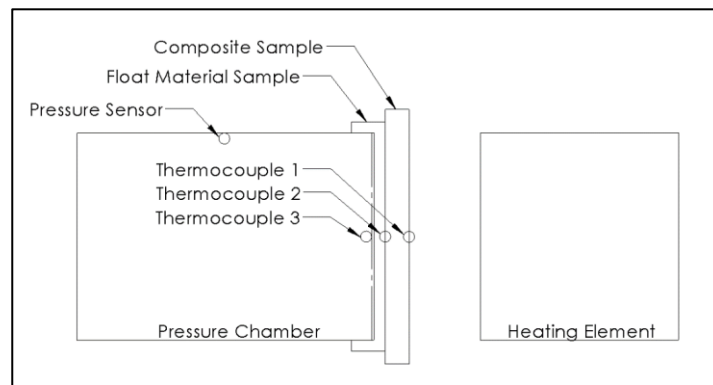 Composite Sample
Float Material Sample
Pressure Sensor
Thermocouple 1
Thermocouple 2
Thermocouple 3
Pressure Chamber
Heating Element